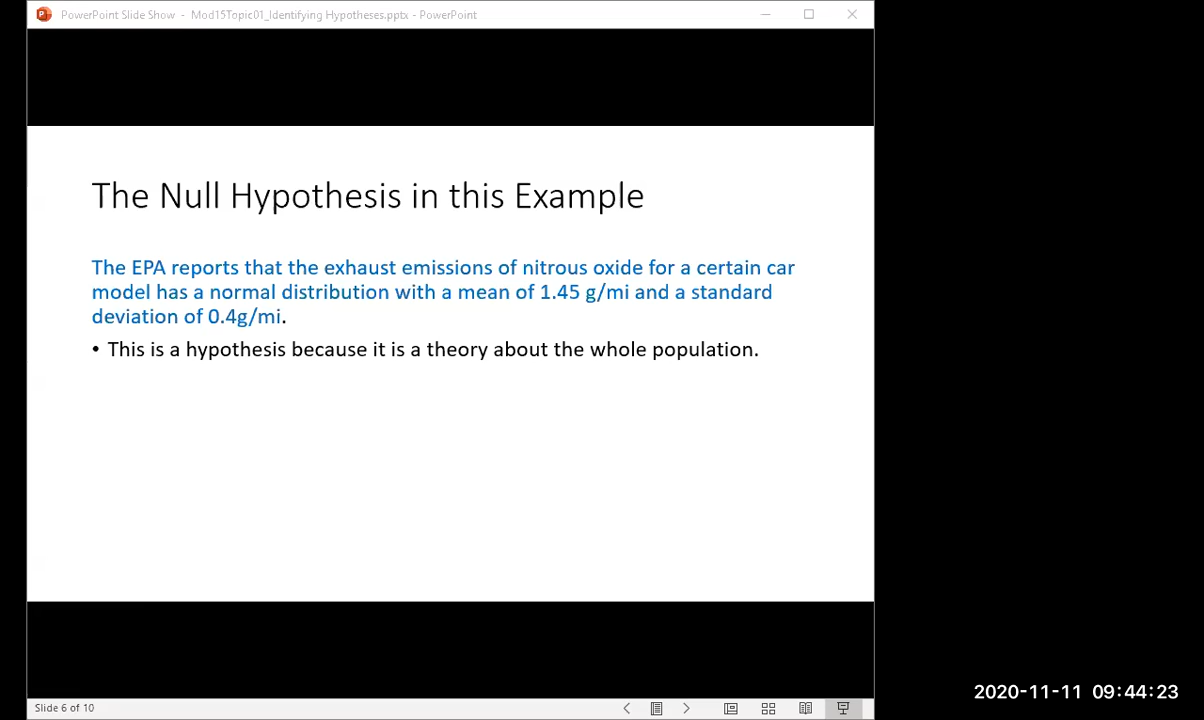 PowerPoint Slide Show - Mod15Topic01_Identifying Hypotheses.pptx - PowerPoint
The Null Hypothesis in this Example
The EPA reports that the exhaust emissions of nitrous oxide for a certain car
model has a normal distribution with a mean of 1.45 g/mi and a standard
deviation of 0.4g/mi.
• This is a hypothesis because it is a theory about the whole population.
2020-11-11 09:44:23
Slide 6 of 10